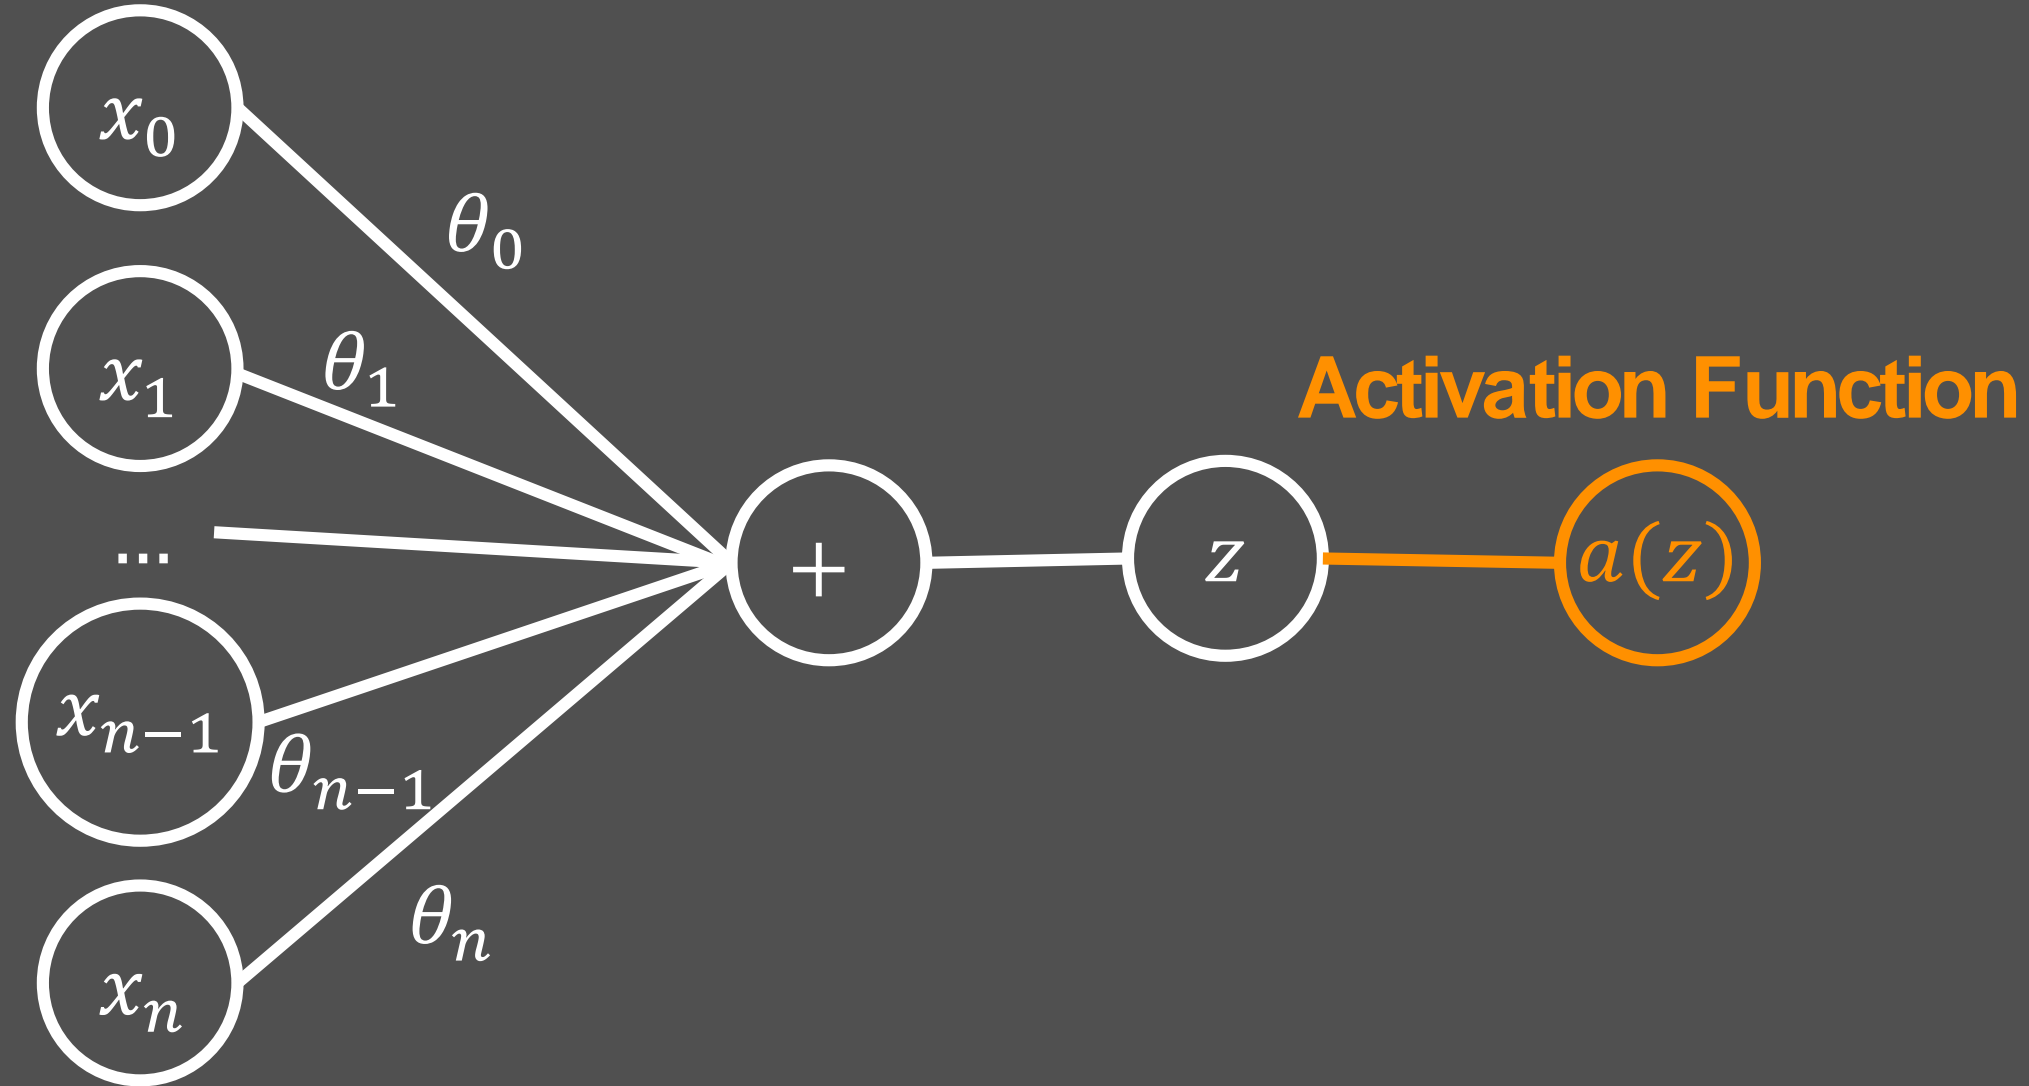 x₀
θ₀
x₁
θ₁
Activation Function
...
+
z
a(z)
xₙ₋₁
θₙ₋₁
xₙ
θₙ